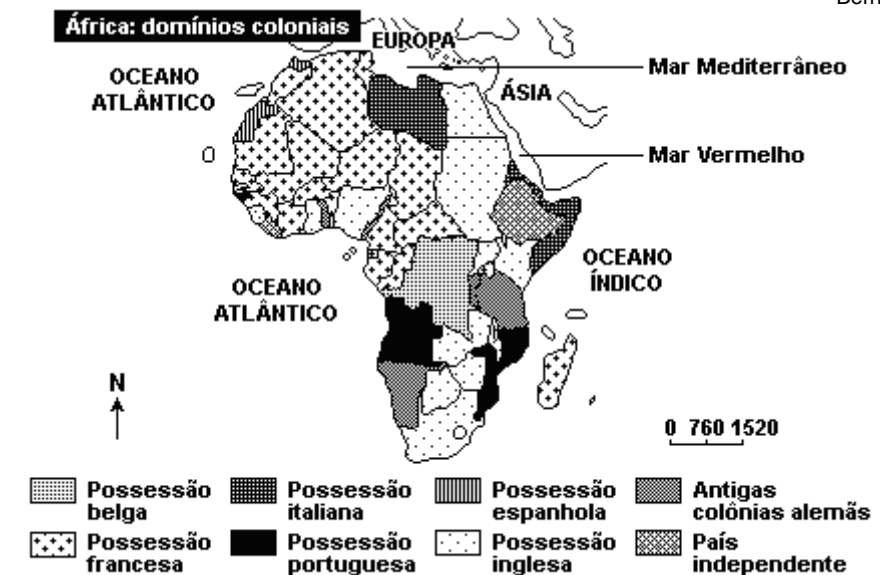 África: domínios coloniais
EUROPA
OCEANO
ATLÂNTICO
Mar Mediterrâneo
ÁSIA
Mar Vermelho
OCEANO
ÍNDICO
OCEANO
ATLÂNTICO
N
0 760 1520
Possessão
belga
Possessão
italiana
Possessão
espanhola
Antigas
colônias alemãs
Possessão
francesa
Possessão
portuguesa
Possessão
inglesa
País
independente